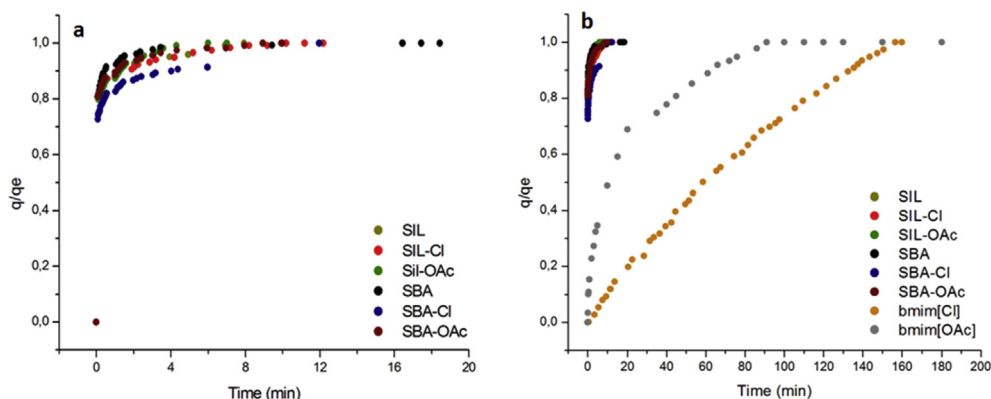 a
q/qe
1,0
0,8
0,6
0,4
0,2
0,0
SIL
SIL-Cl
Sil-OAc
SBA
SBA-Cl
SBA-OAc
0 4 8 12 16 20
Time (min)
b
q/qe
1,0
0,8
0,6
0,4
0,2
0,0
SIL
SIL-Cl
SIL-OAc
SBA
SBA-Cl
SBA-OAc
bmim[Cl]
bmim[OAc]
0 20 40 60 80 100 120 140 160 180 200
Time (min)